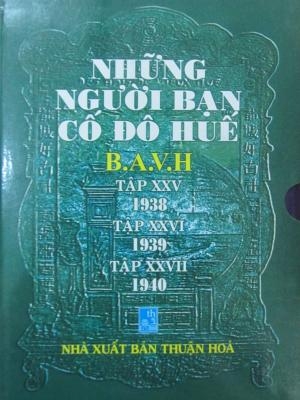 NHỮNG
NGƯỜI BẠN
CỐ ĐÔ HUẾ
B.A.V.H
TẬP XXV
1938
TẬP XXVI
1939
TẬP XXVII
1940
th
NHÀ XUẤT BẢN THUẬN HOÁ